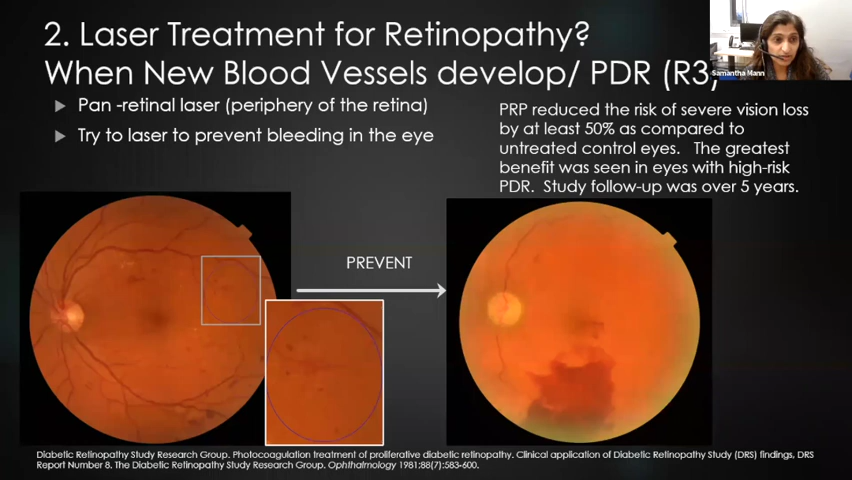 2. Laser Treatment for Retinopathy?
When New Blood Vessels develop/ PDR (R3)
Samantha Mann
Pan -retinal laser (periphery of the retina)
Try to laser to prevent bleeding in the eye
PRP reduced the risk of severe vision loss
by at least 50% as compared to
untreated control eyes. The greatest
benefit was seen in eyes with high-risk
PDR. Study follow-up was over 5 years.
PREVENT
Diabetic Retinopathy Study Research Group. Photocoagulation treatment of proliferative diabetic retinopathy. Clinical application of Diabetic Retinopathy Study (DRS) findings, DRS
Report Number 8. The Diabetic Retinopathy Study Research Group. Ophthalmology 1981;88(7):583-600.